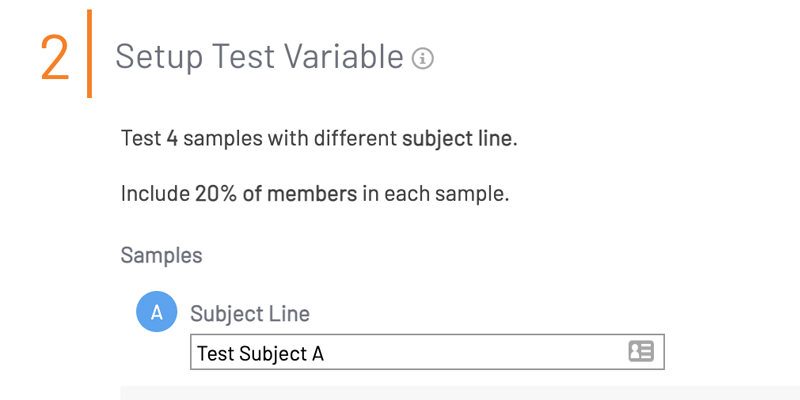 2
Setup Test Variable
Test 4 samples with different subject line.
Include 20% of members in each sample.
Samples
A
Subject Line
Test Subject A